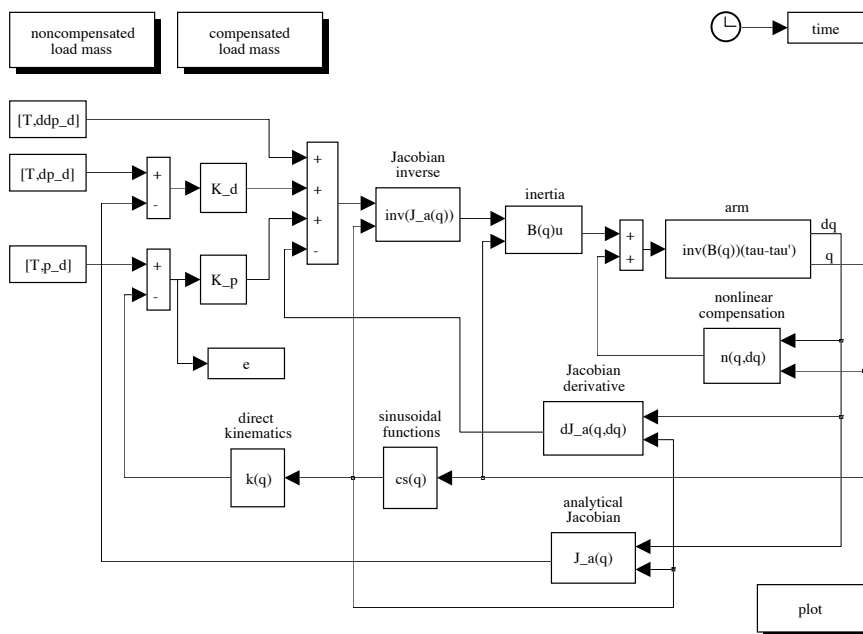 noncompensated
load mass
compensated
load mass
time
[T,ddp_d]
[T,dp_d]
[T,p_d]
+
-
K_d
+
-
K_p
e
+
+
+
-
Jacobian
inverse
inv(J_a(q))
inertia
B(q)u
+
+
arm
inv(B(q))(tau-tau')
dq
q
nonlinear
compensation
n(q,dq)
Jacobian
derivative
dJ_a(q,dq)
direct
kinematics
k(q)
sinusoidal
functions
cs(q)
analytical
Jacobian
J_a(q)
plot